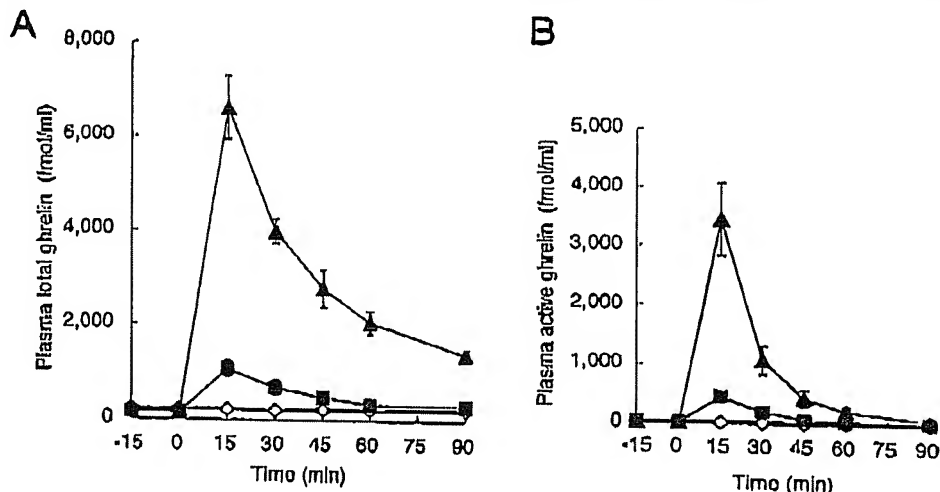 A
Plasma total ghrelin (fmol/ml)
8,000
6,000
4,000
2,000
0
-15 0 15 30 45 60 75 90
Timo (min)
B
Plasma active ghrelin (fmol/ml)
5,000
4,000
3,000
2,000
1,000
0
-15 0 15 30 45 60 75 90
Timo (min)